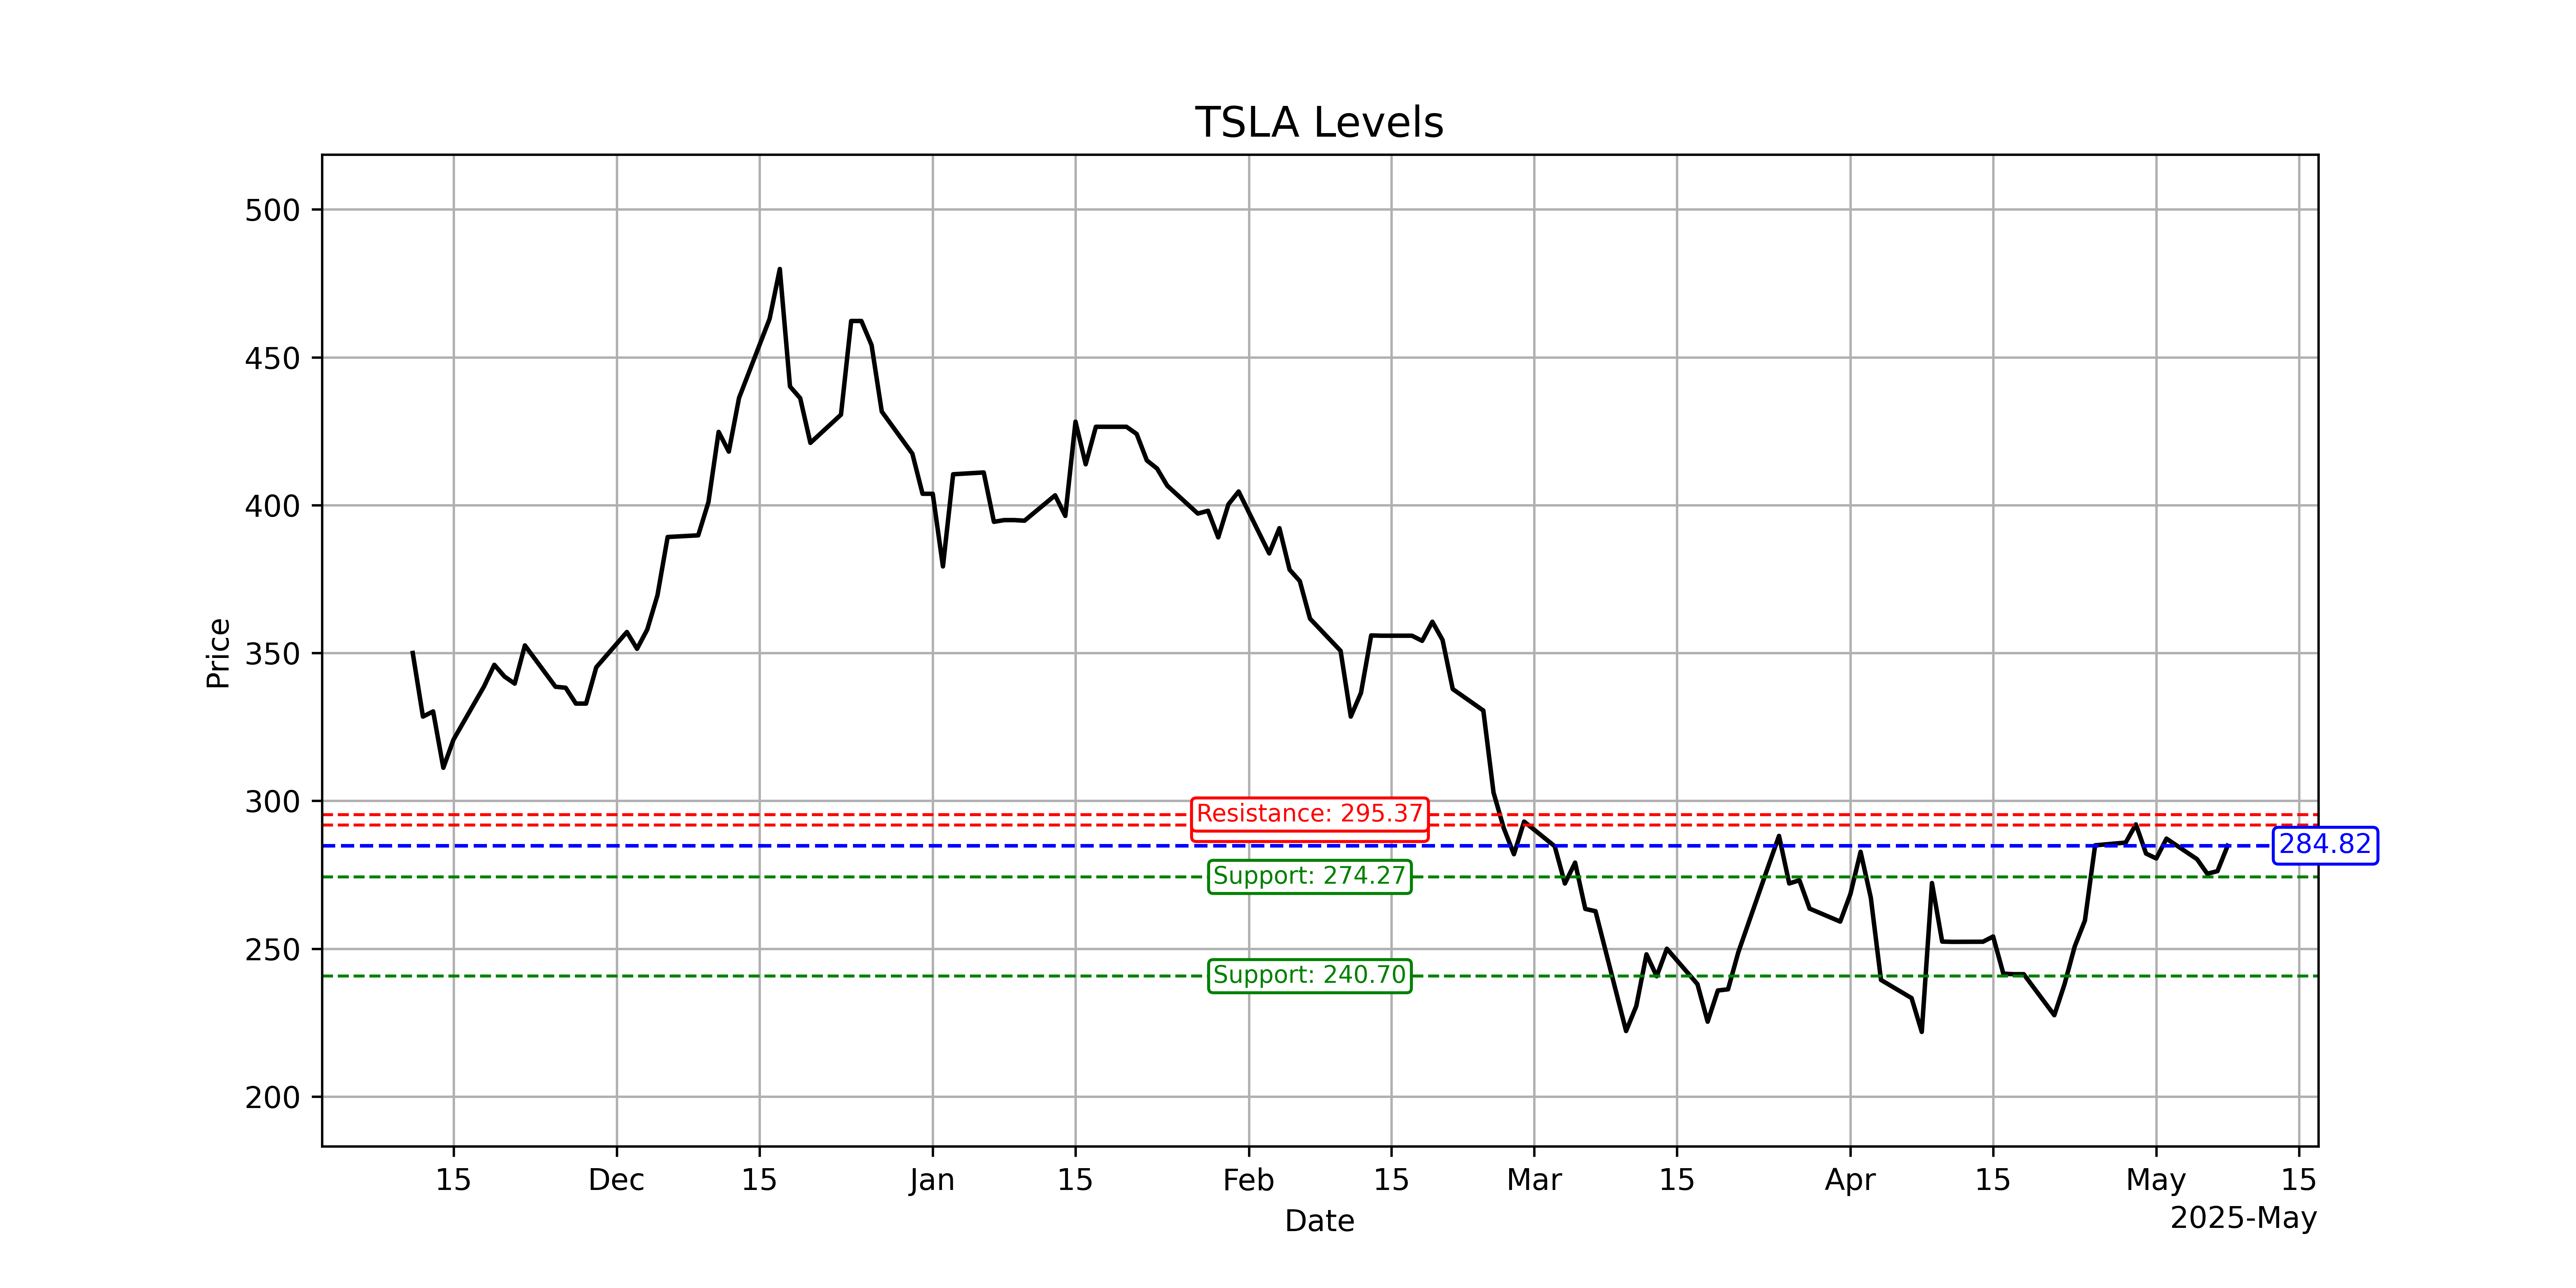 TSLA Levels
500
450
400
350
300
250
200
Price
Resistance: 295.37
284.82
Support: 274.27
Support: 240.70
15 Dec 15 Jan 15 Feb 15 Mar 15 Apr 15 May 15
Date
2025-May